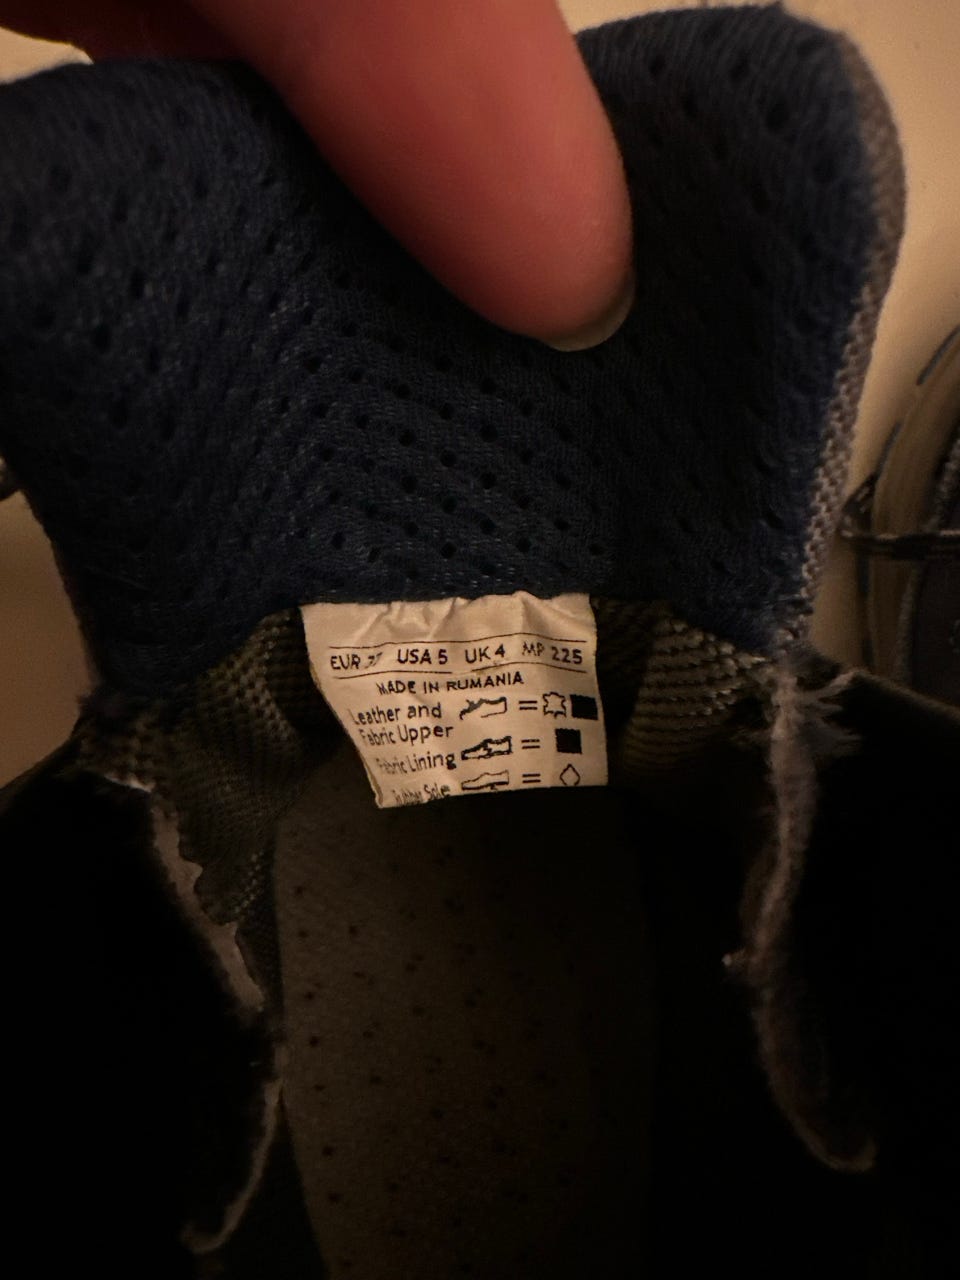 EUR 37 USA 5 UK 4 MP 225
MADE IN RUMANIA
Leather and
Fabric Upper
Fabric Lining
Rubber Sole